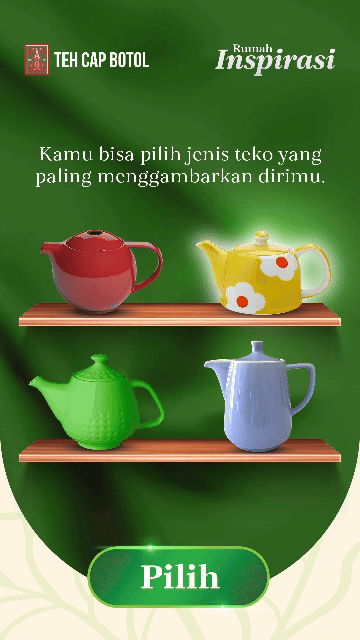 TEH CAP BOTOL
Rumah
Inspirasi
Kamu bisa pilih jenis teko yang
paling menggambarkan dirimu.
Pilih